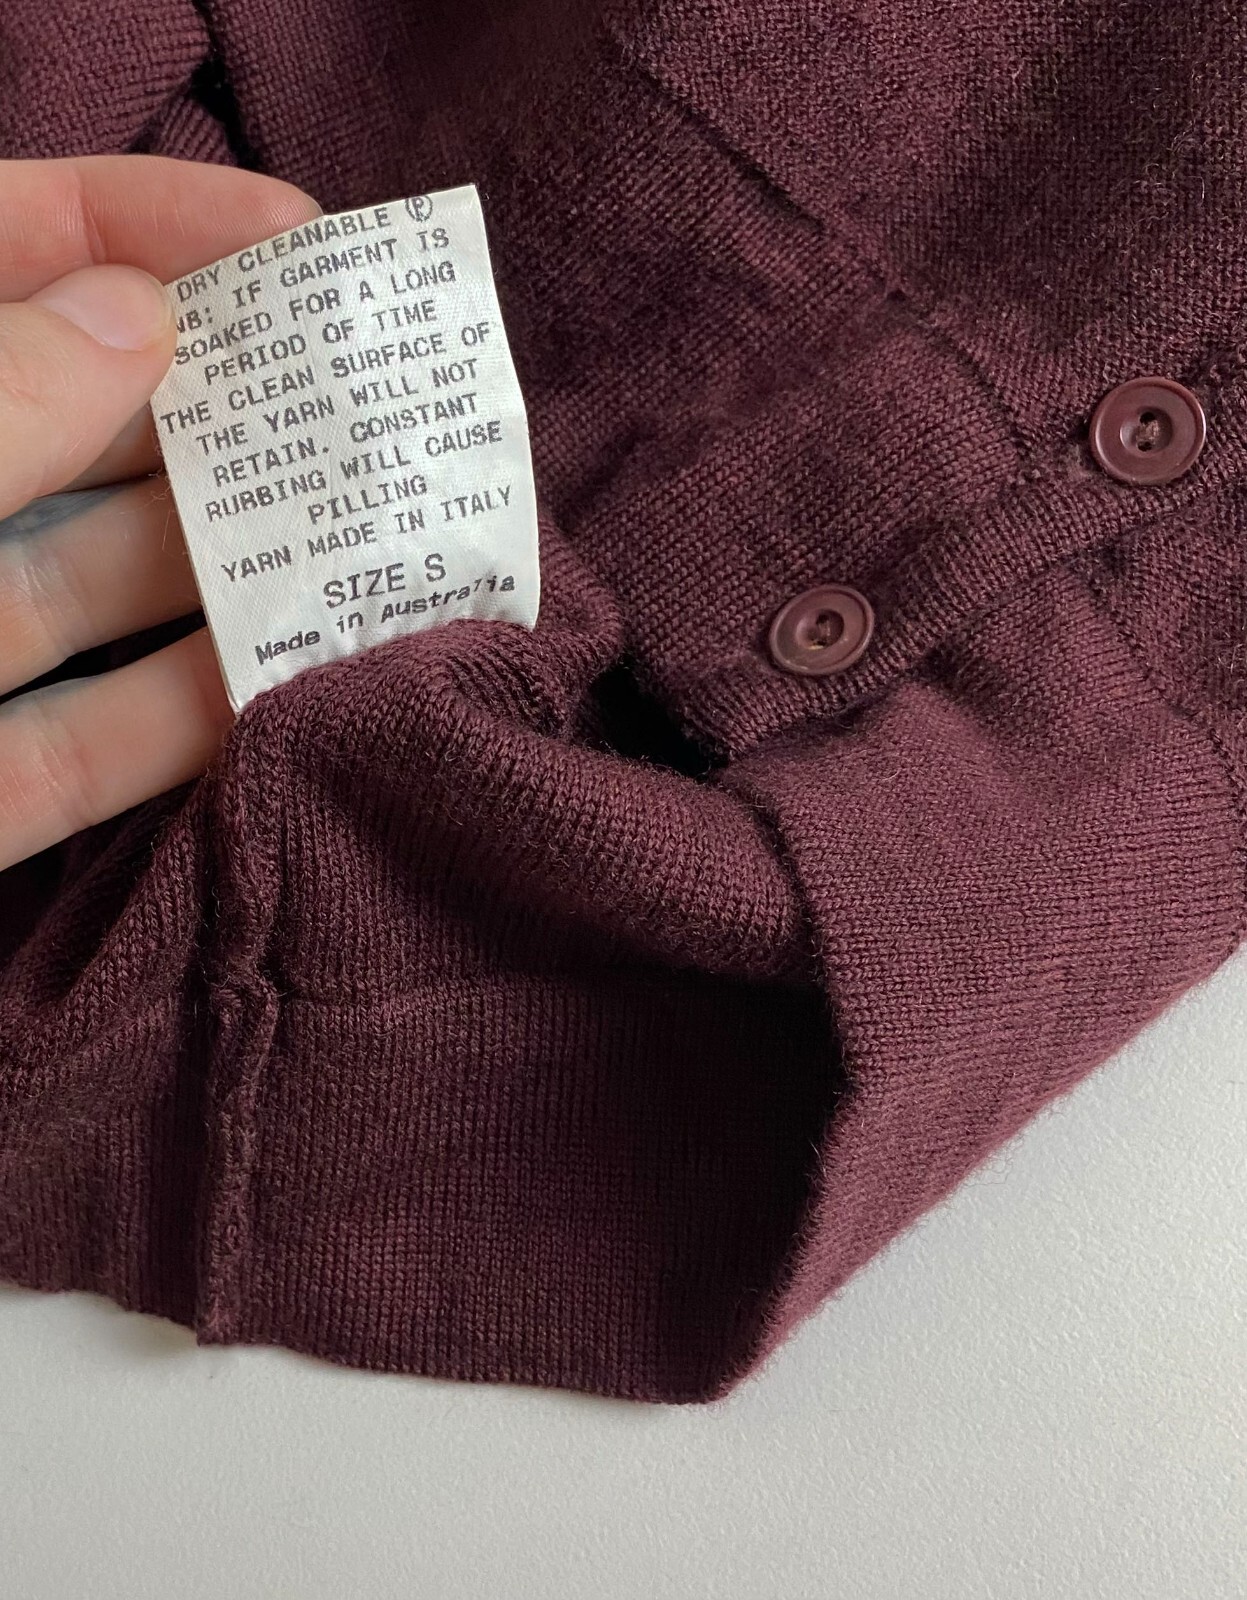 DRY CLEANABLE Ⓟ
NB: IF GARMENT IS
SOAKED FOR A LONG
PERIOD OF TIME
THE CLEAN SURFACE OF
THE YARN WILL NOT
RETAIN. CONSTANT
RUBBING WILL CAUSE
PILLING
YARN MADE IN ITALY
SIZE S
Made in Australia